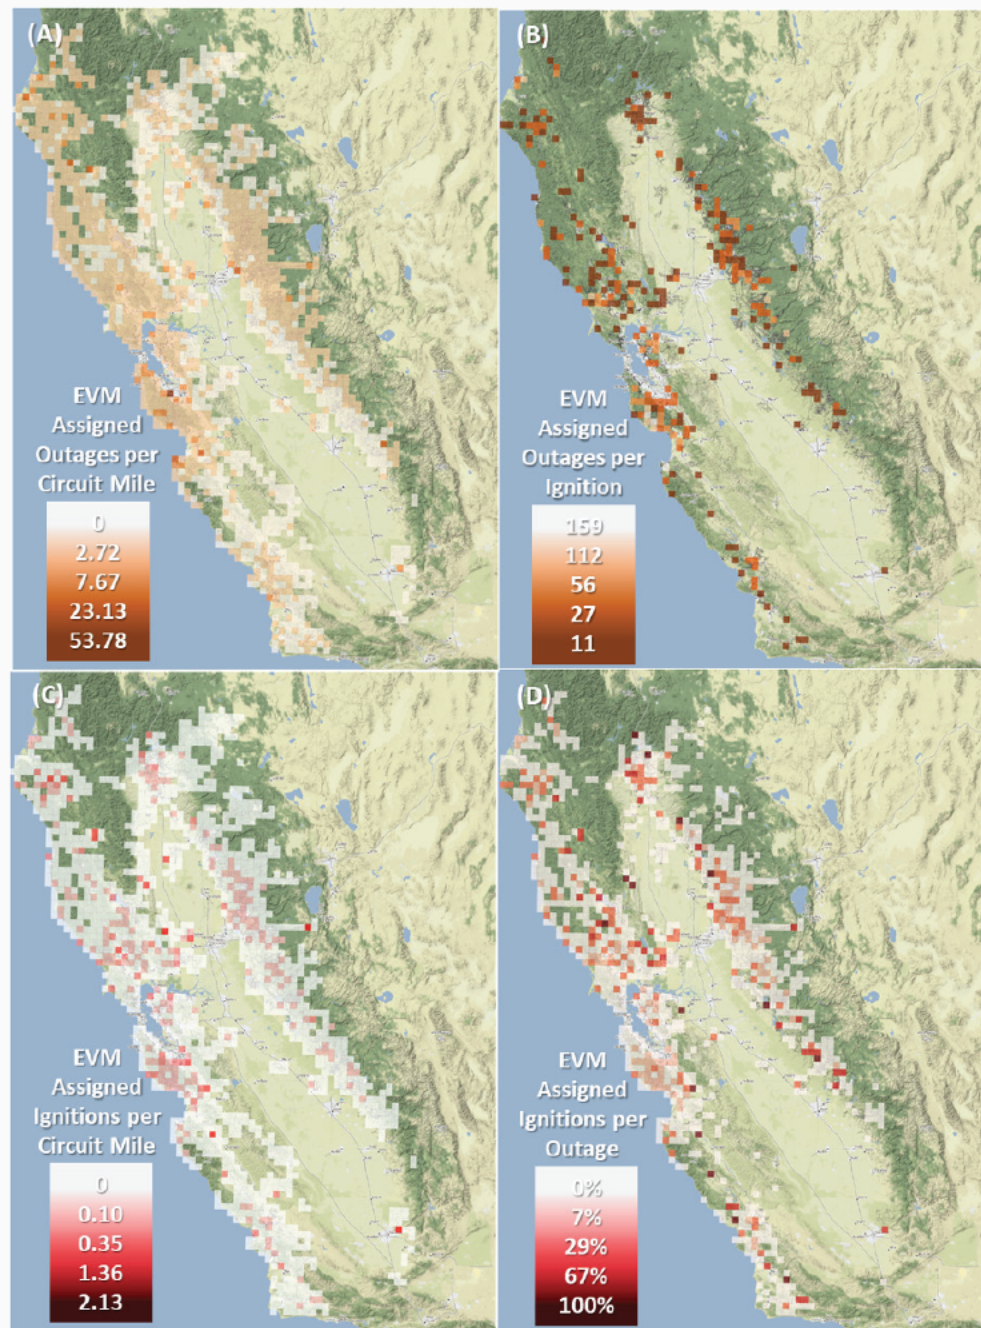 (A)
EVM
Assigned
Outages per
Circuit Mile
0
2.72
7.67
23.13
53.78
(B)
EVM
Assigned
Outages per
Ignition
159
112
56
27
11
(C)
EVM
Assigned
Ignitions per
Circuit Mile
0
0.10
0.35
1.36
2.13
(D)
EVM
Assigned
Ignitions per
Outage
0%
7%
29%
67%
100%